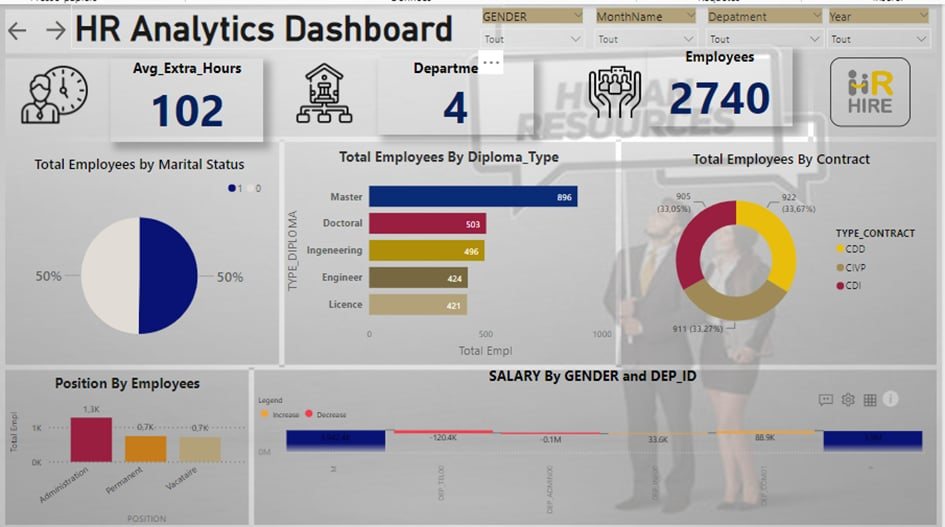 HR Analytics Dashboard
GENDER
MonthName
Depatment
Year
Tout
Tout
Tout
Tout
Avg_Extra_Hours
102
Departme
...
4
Employees
2740
HR
HIRE
HUMAN
RESOURCES
Total Employees by Marital Status
1 0
50%
50%
Total Employees By Diploma_Type
TYPE_DIPLOMA
Master 896
Doctoral 503
Ingeneering 496
Engineer 424
Licence 421
0 500 1000
Total Empl
Total Employees By Contract
905
(33,05%)
922
(33,67%)
911 (33,27%)
TYPE_CONTRACT
CDD
CIVP
CDI
Position By Employees
Total Empl
1K
0K
1,3K
0,7K
0,7K
Administration
Permanent
Vacataire
POSITION
SALARY By GENDER and DEP_ID
Legend
Increase Decrease
0M
-120.4K
-0.1M
33.6K
88.9K
M
DEP_TEL00
DEP_ADMIN00
DEP_COM01
F